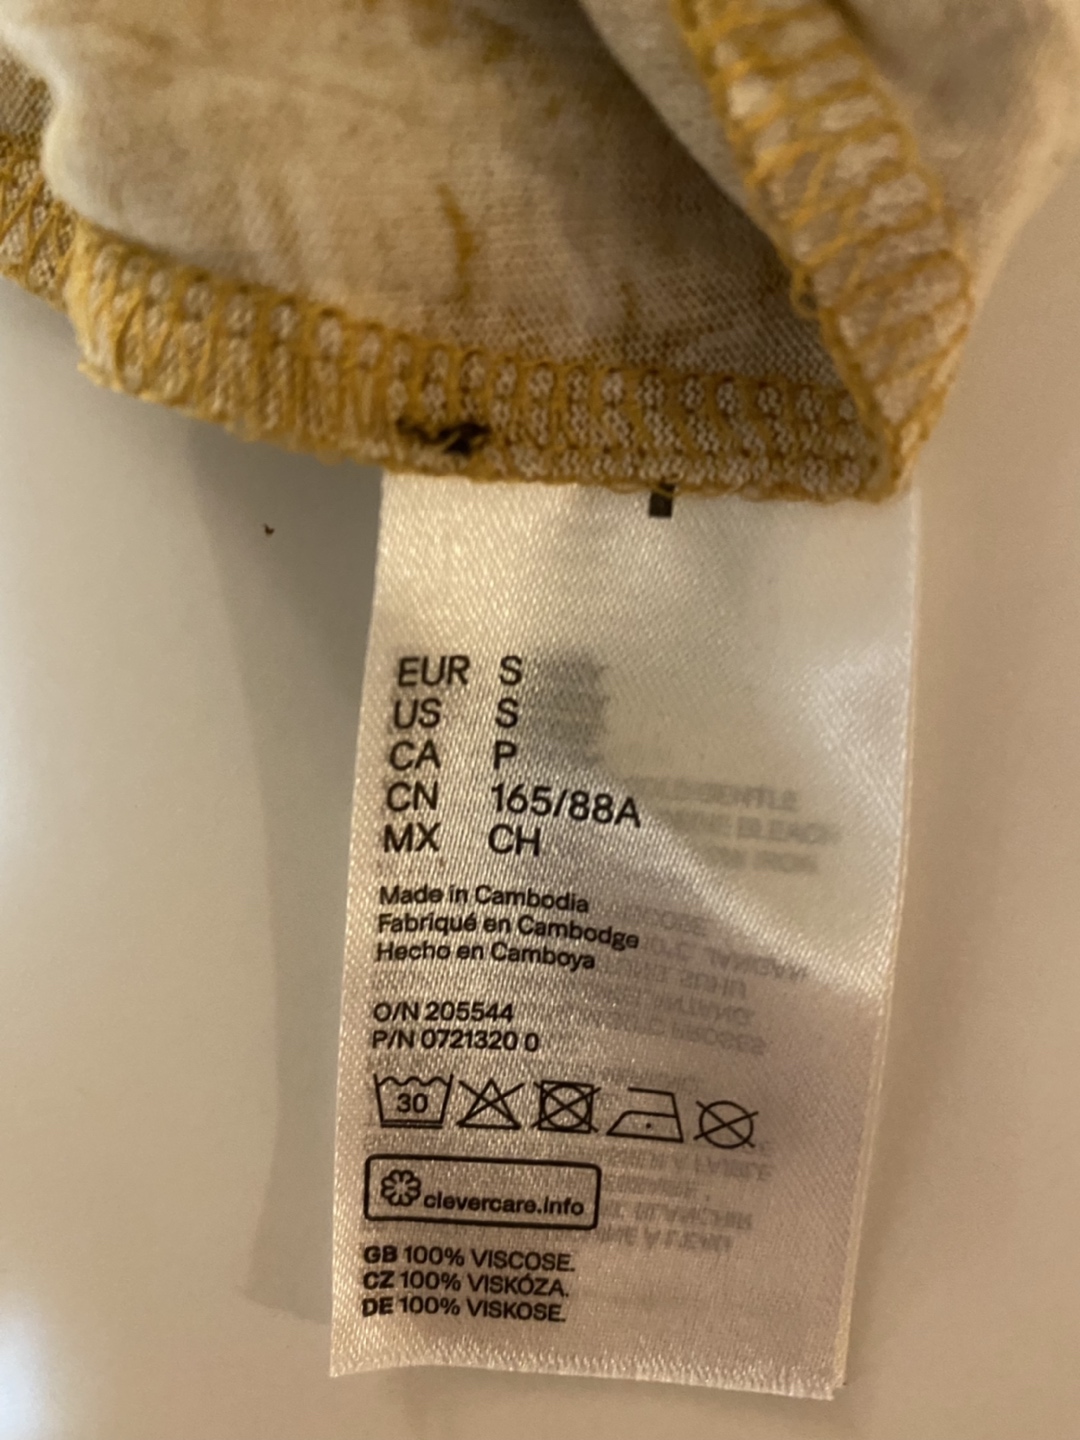 EUR S
US S
CA P
CN 165/88A
MX CH
Made in Cambodia
Fabriqué en Cambodge
Hecho en Camboya
O/N 205544
P/N 0721320 0
30
clevercare.info
GB 100% VISCOSE.
CZ 100% VISKÓZA.
DE 100% VISKOSE.